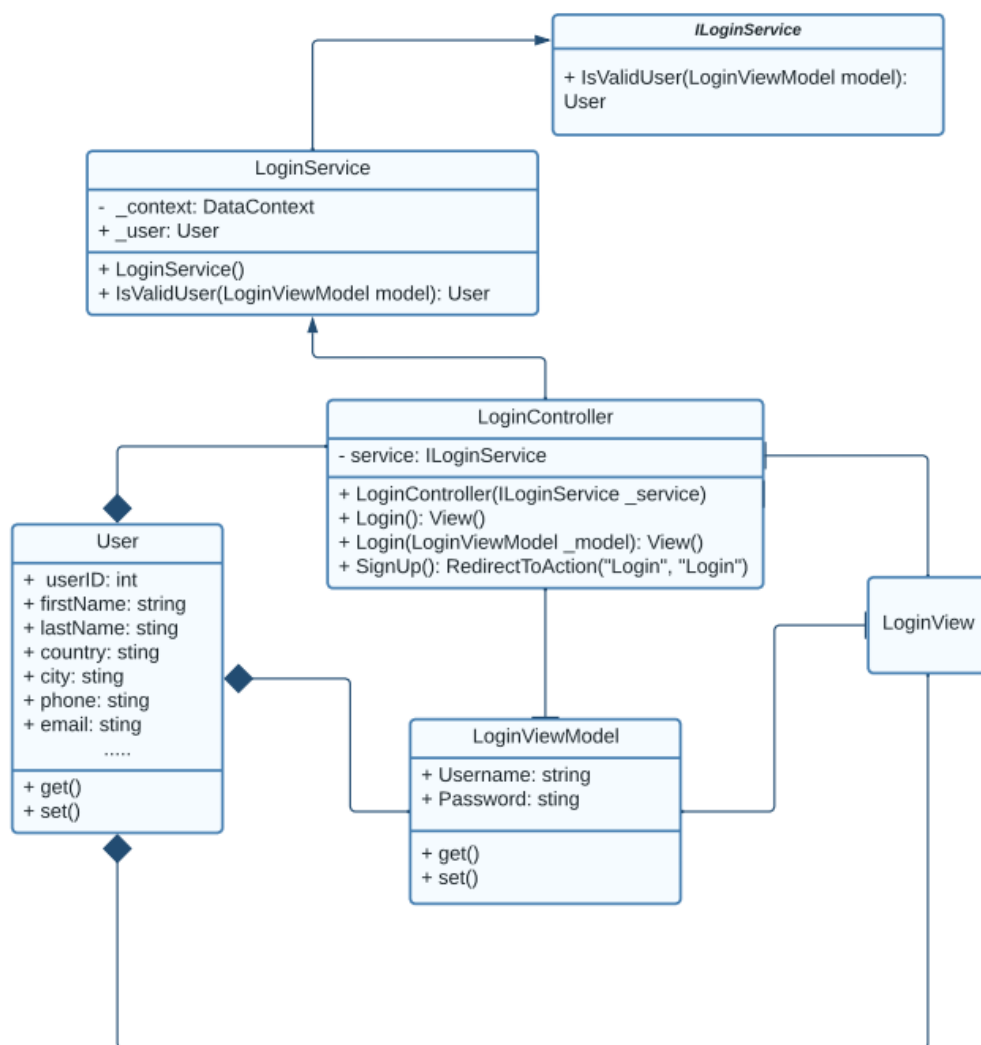 ILoginService
+ IsValidUser(LoginViewModel model):
User
LoginService
- _context: DataContext
+ _user: User
+ LoginService()
+ IsValidUser(LoginViewModel model): User
LoginController
- service: ILoginService
+ LoginController(ILoginService _service)
+ Login(): View()
+ Login(LoginViewModel _model): View()
+ SignUp(): RedirectToAction("Login", "Login")
User
+ userID: int
+ firstName: string
+ lastName: sting
+ country: sting
+ city: sting
+ phone: sting
+ email: sting
.....
+ get()
+ set()
LoginView
LoginViewModel
+ Username: string
+ Password: sting
+ get()
+ set()